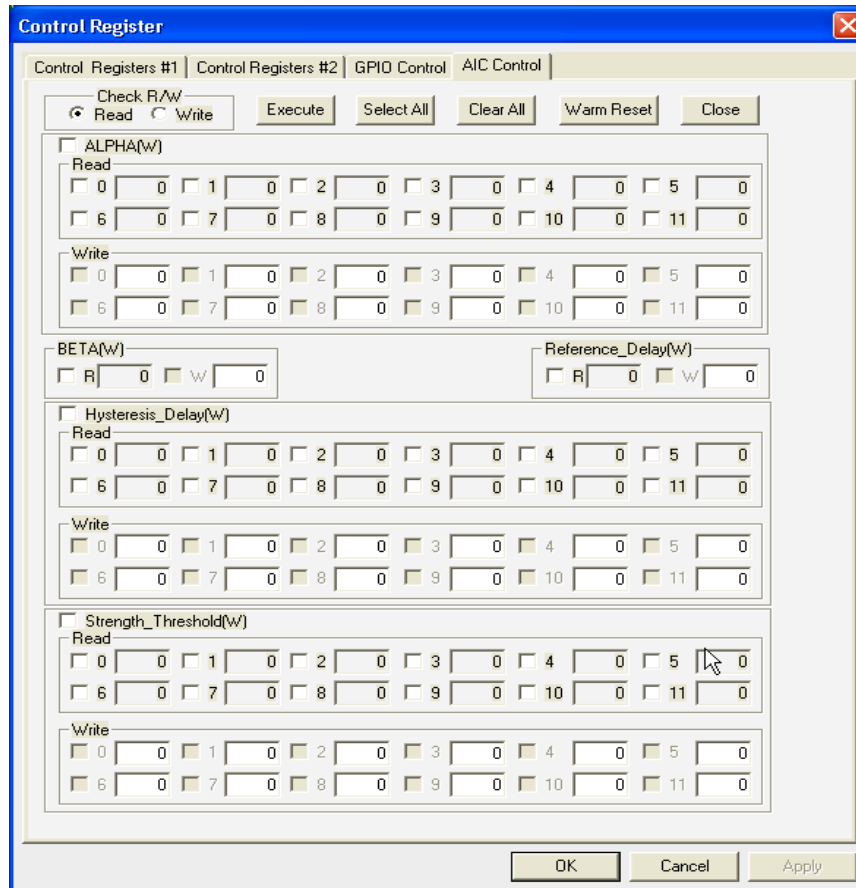 Control Register
Control Registers #1 Control Registers #2 GPIO Control AIC Control
Check R/W
Read Write Execute Select All Clear All Warm Reset Close
ALPHA(W)
Read
0 0 1 0 2 0 3 0 4 0 5 0
6 0 7 0 8 0 9 0 10 0 11 0
Write
0 0 1 0 2 0 3 0 4 0 5 0
6 0 7 0 8 0 9 0 10 0 11 0
BETA(W) Reference_Delay(W)
R 0 W 0 R 0 W 0
Hysteresis_Delay(W)
Read
0 0 1 0 2 0 3 0 4 0 5 0
6 0 7 0 8 0 9 0 10 0 11 0
Write
0 0 1 0 2 0 3 0 4 0 5 0
6 0 7 0 8 0 9 0 10 0 11 0
Strength_Threshold(W)
Read
0 0 1 0 2 0 3 0 4 0 5 0
6 0 7 0 8 0 9 0 10 0 11 0
Write
0 0 1 0 2 0 3 0 4 0 5 0
6 0 7 0 8 0 9 0 10 0 11 0
OK Cancel Apply